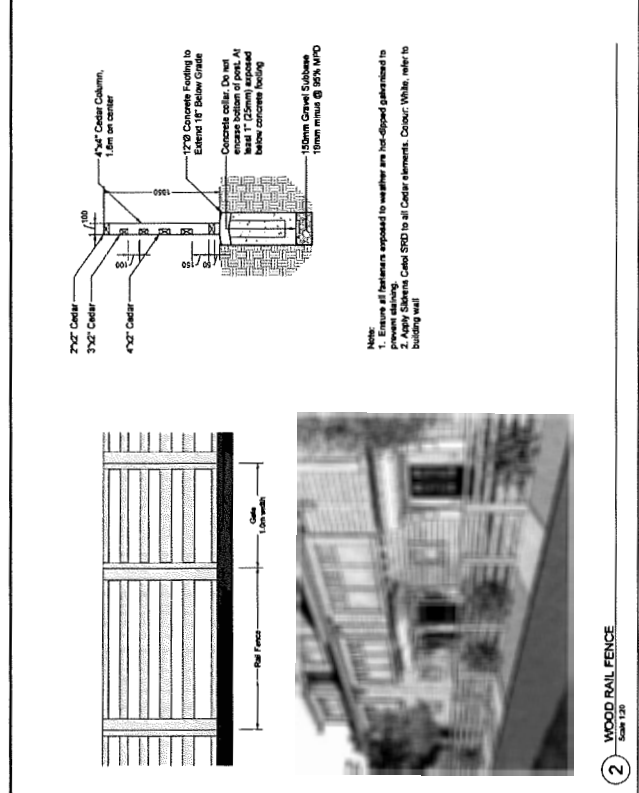 2"x2" Cedar
3"x2" Cedar
4"x2" Cedar
100
100
150
50
1050
4"x4" Cedar Column,
1.6m on center
12"Ø Concrete Footing to
Extend 18" Below Grade
Concrete collar. Do not
encase bottom of post. At
least 1" (25mm) exposed
below concrete footing
150mm Gravel Subbase
19mm minus @ 95% MPD
Rail Fence
Gate
1.0m width
Note:
1. Ensure all fasteners exposed to weather are hot-dipped galvanized to
prevent staining.
2. Apply Sikkens Cetol SRD to all Cedar elements. Colour: White, refer to
building wall
2
WOOD RAIL FENCE
Scale 1:20